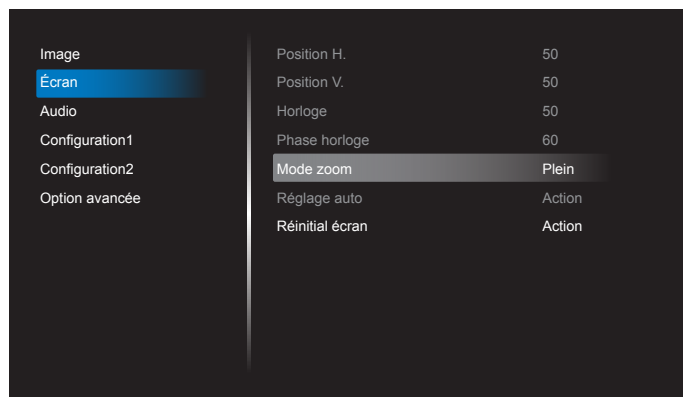 Image
Écran
Audio
Configuration1
Configuration2
Option avancée
Position H. 50
Position V. 50
Horloge 50
Phase horloge 60
Mode zoom Plein
Réglage auto Action
Réinitial écran Action